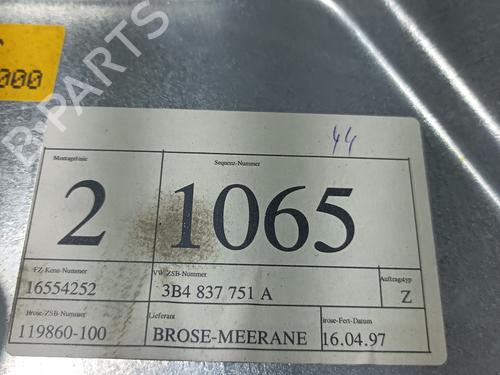 000
44
Montagelinie Sequenz-Nummer
2 1065
FZ-Kenn-Nummer VW-ZSB-Nummer Auftragstyp
16554252 3B4 837 751 A Z
Brose-ZSB-Nummer Lieferant Brose-Fert-Datum
119860-100 BROSE-MEERANE 16.04.97
B-PARTS